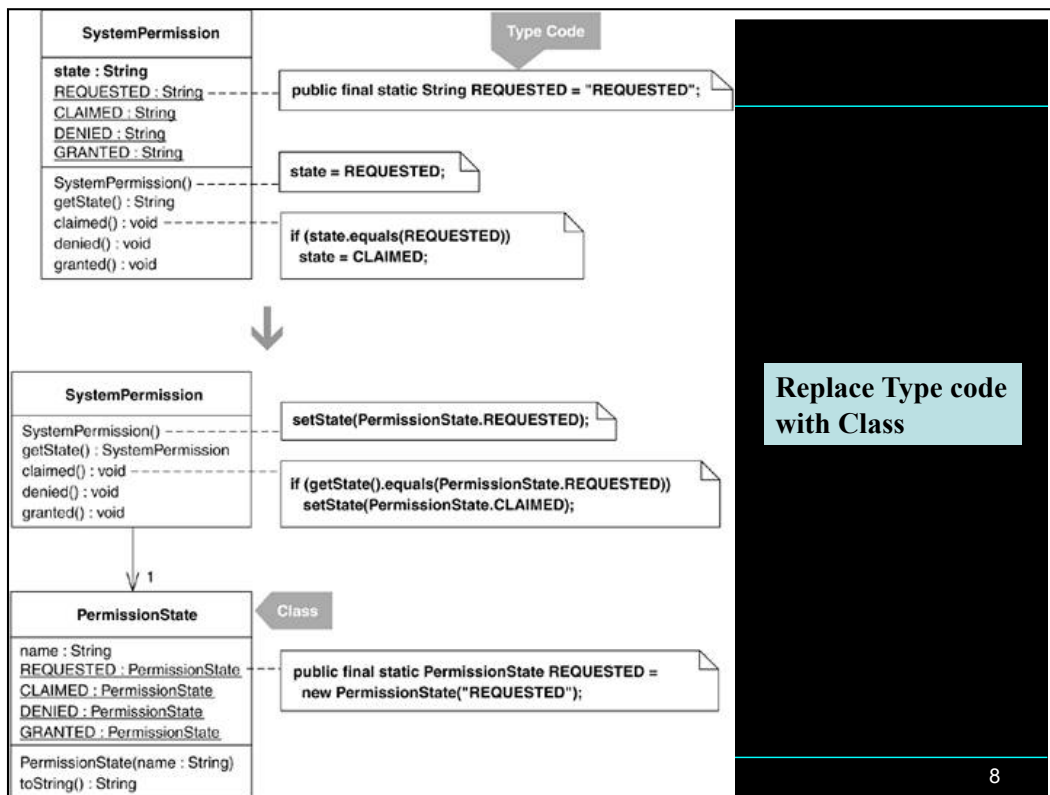 SystemPermission
Type Code
state : String
REQUESTED : String
CLAIMED : String
DENIED : String
GRANTED : String
public final static String REQUESTED = "REQUESTED";
SystemPermission()
getState() : String
claimed() : void
denied() : void
granted() : void
state = REQUESTED;
if (state.equals(REQUESTED))
state = CLAIMED;
SystemPermission
SystemPermission()
getState() : SystemPermission
claimed() : void
denied() : void
granted() : void
setState(PermissionState.REQUESTED);
if (getState().equals(PermissionState.REQUESTED))
setState(PermissionState.CLAIMED);
Replace Type code
with Class
1
PermissionState
Class
name : String
REQUESTED : PermissionState
CLAIMED : PermissionState
DENIED : PermissionState
GRANTED : PermissionState
public final static PermissionState REQUESTED =
new PermissionState("REQUESTED");
PermissionState(name : String)
toString() : String
8